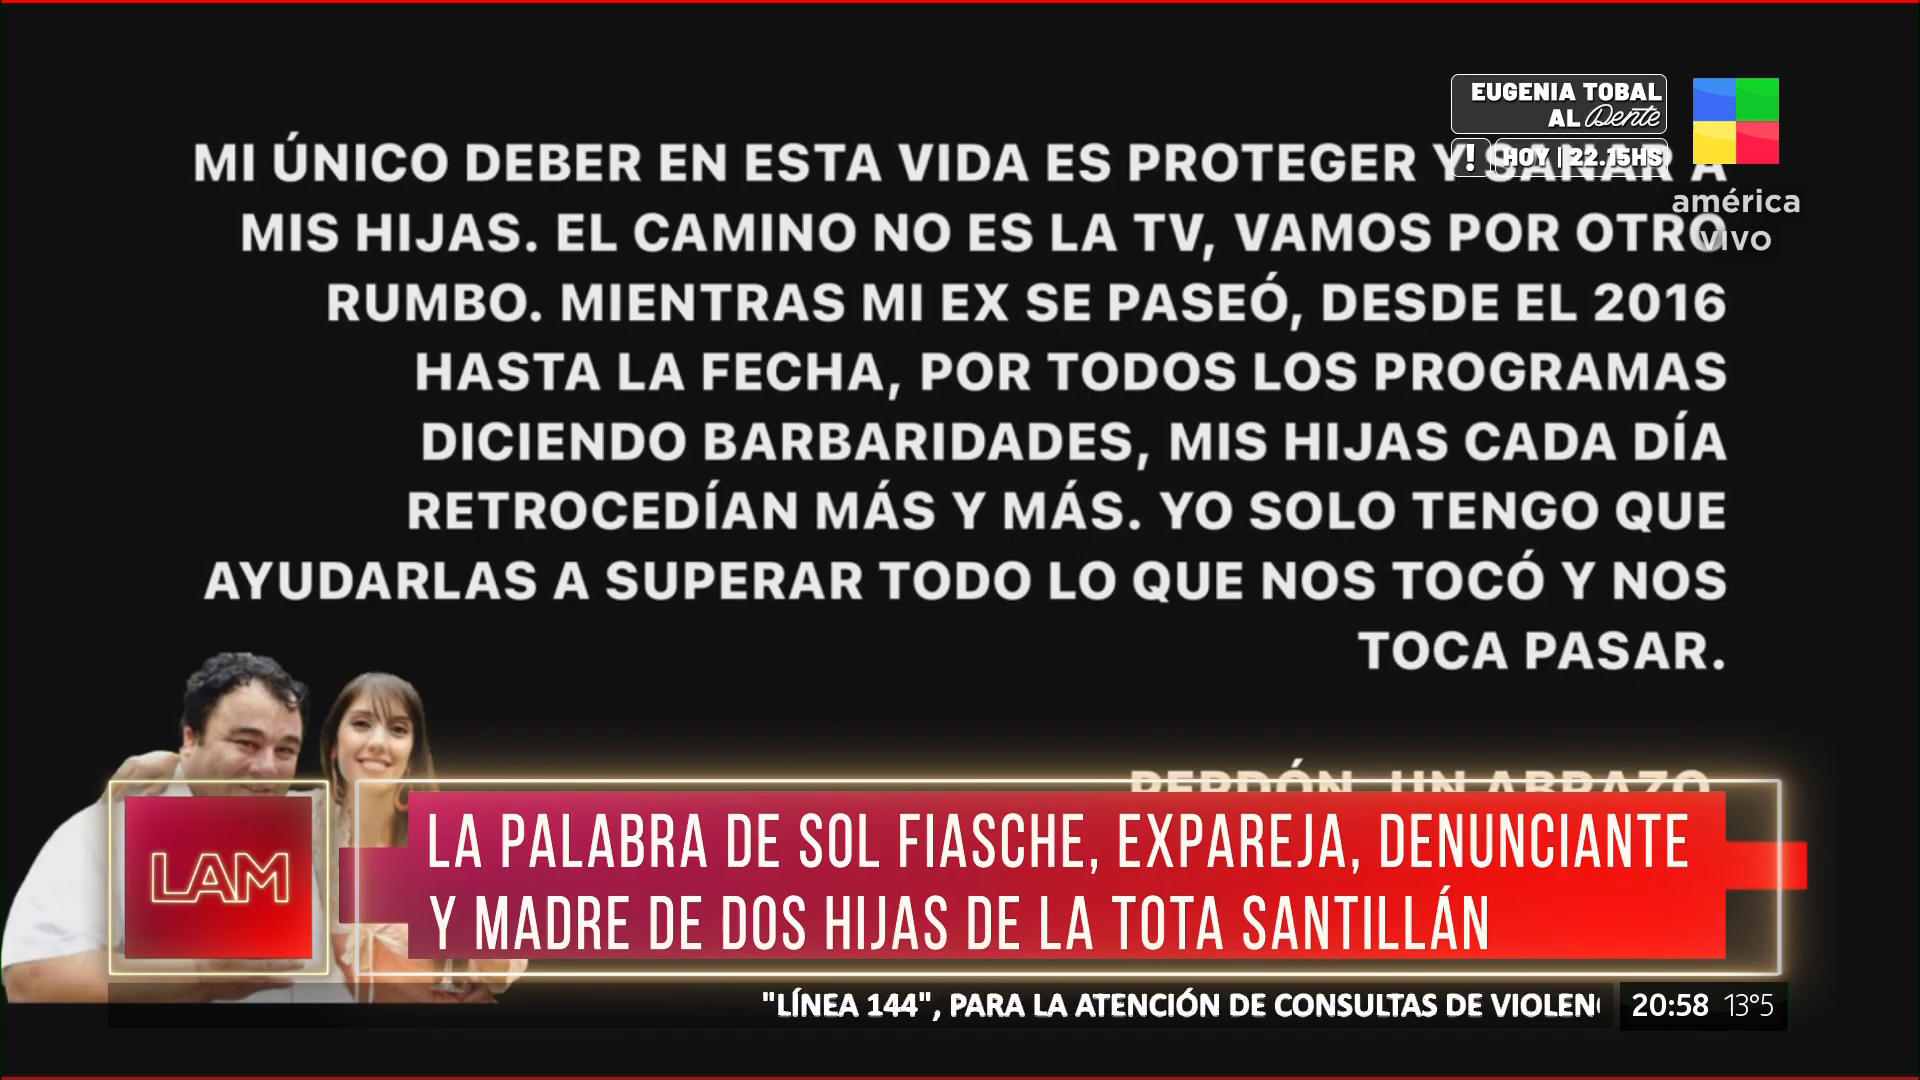 EUGENIA TOBAL
AL Dente
! HOY | 22.15HS
américa
VIVO
MI ÚNICO DEBER EN ESTA VIDA ES PROTEGER Y SANAR A
MIS HIJAS. EL CAMINO NO ES LA TV, VAMOS POR OTRO
RUMBO. MIENTRAS MI EX SE PASEÓ, DESDE EL 2016
HASTA LA FECHA, POR TODOS LOS PROGRAMAS
DICIENDO BARBARIDADES, MIS HIJAS CADA DÍA
RETROCEDÍAN MÁS Y MÁS. YO SOLO TENGO QUE
AYUDARLAS A SUPERAR TODO LO QUE NOS TOCÓ Y NOS
TOCA PASAR.
PERDÓN. UN ABRAZO
LAM
LA PALABRA DE SOL FIASCHE, EXPAREJA, DENUNCIANTE
Y MADRE DE DOS HIJAS DE LA TOTA SANTILLÁN
"LÍNEA 144", PARA LA ATENCIÓN DE CONSULTAS DE VIOLEN
20:58 13°5